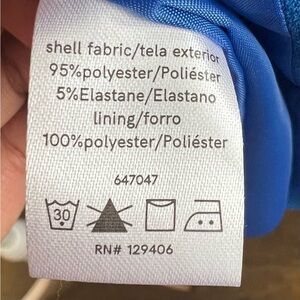 shell fabric/tela exterior
95%polyester/Poliéster
5%Elastane/Elastano
lining/forro
100%polyester/Poliéster
647047
30
RN# 129406